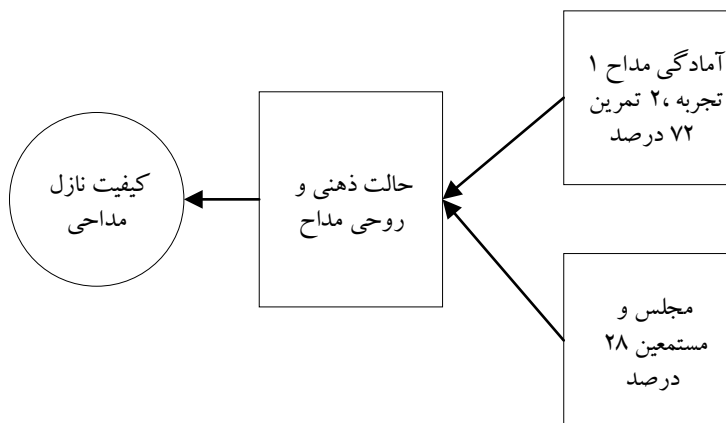 آمادگی مداح ۱
تجربه ،۲ تمرین
۷۲ درصد
حالت ذهنی و
روحی مداح
کیفیت نازل
مداحی
مجلس و
مستمعین ۲۸
درصد